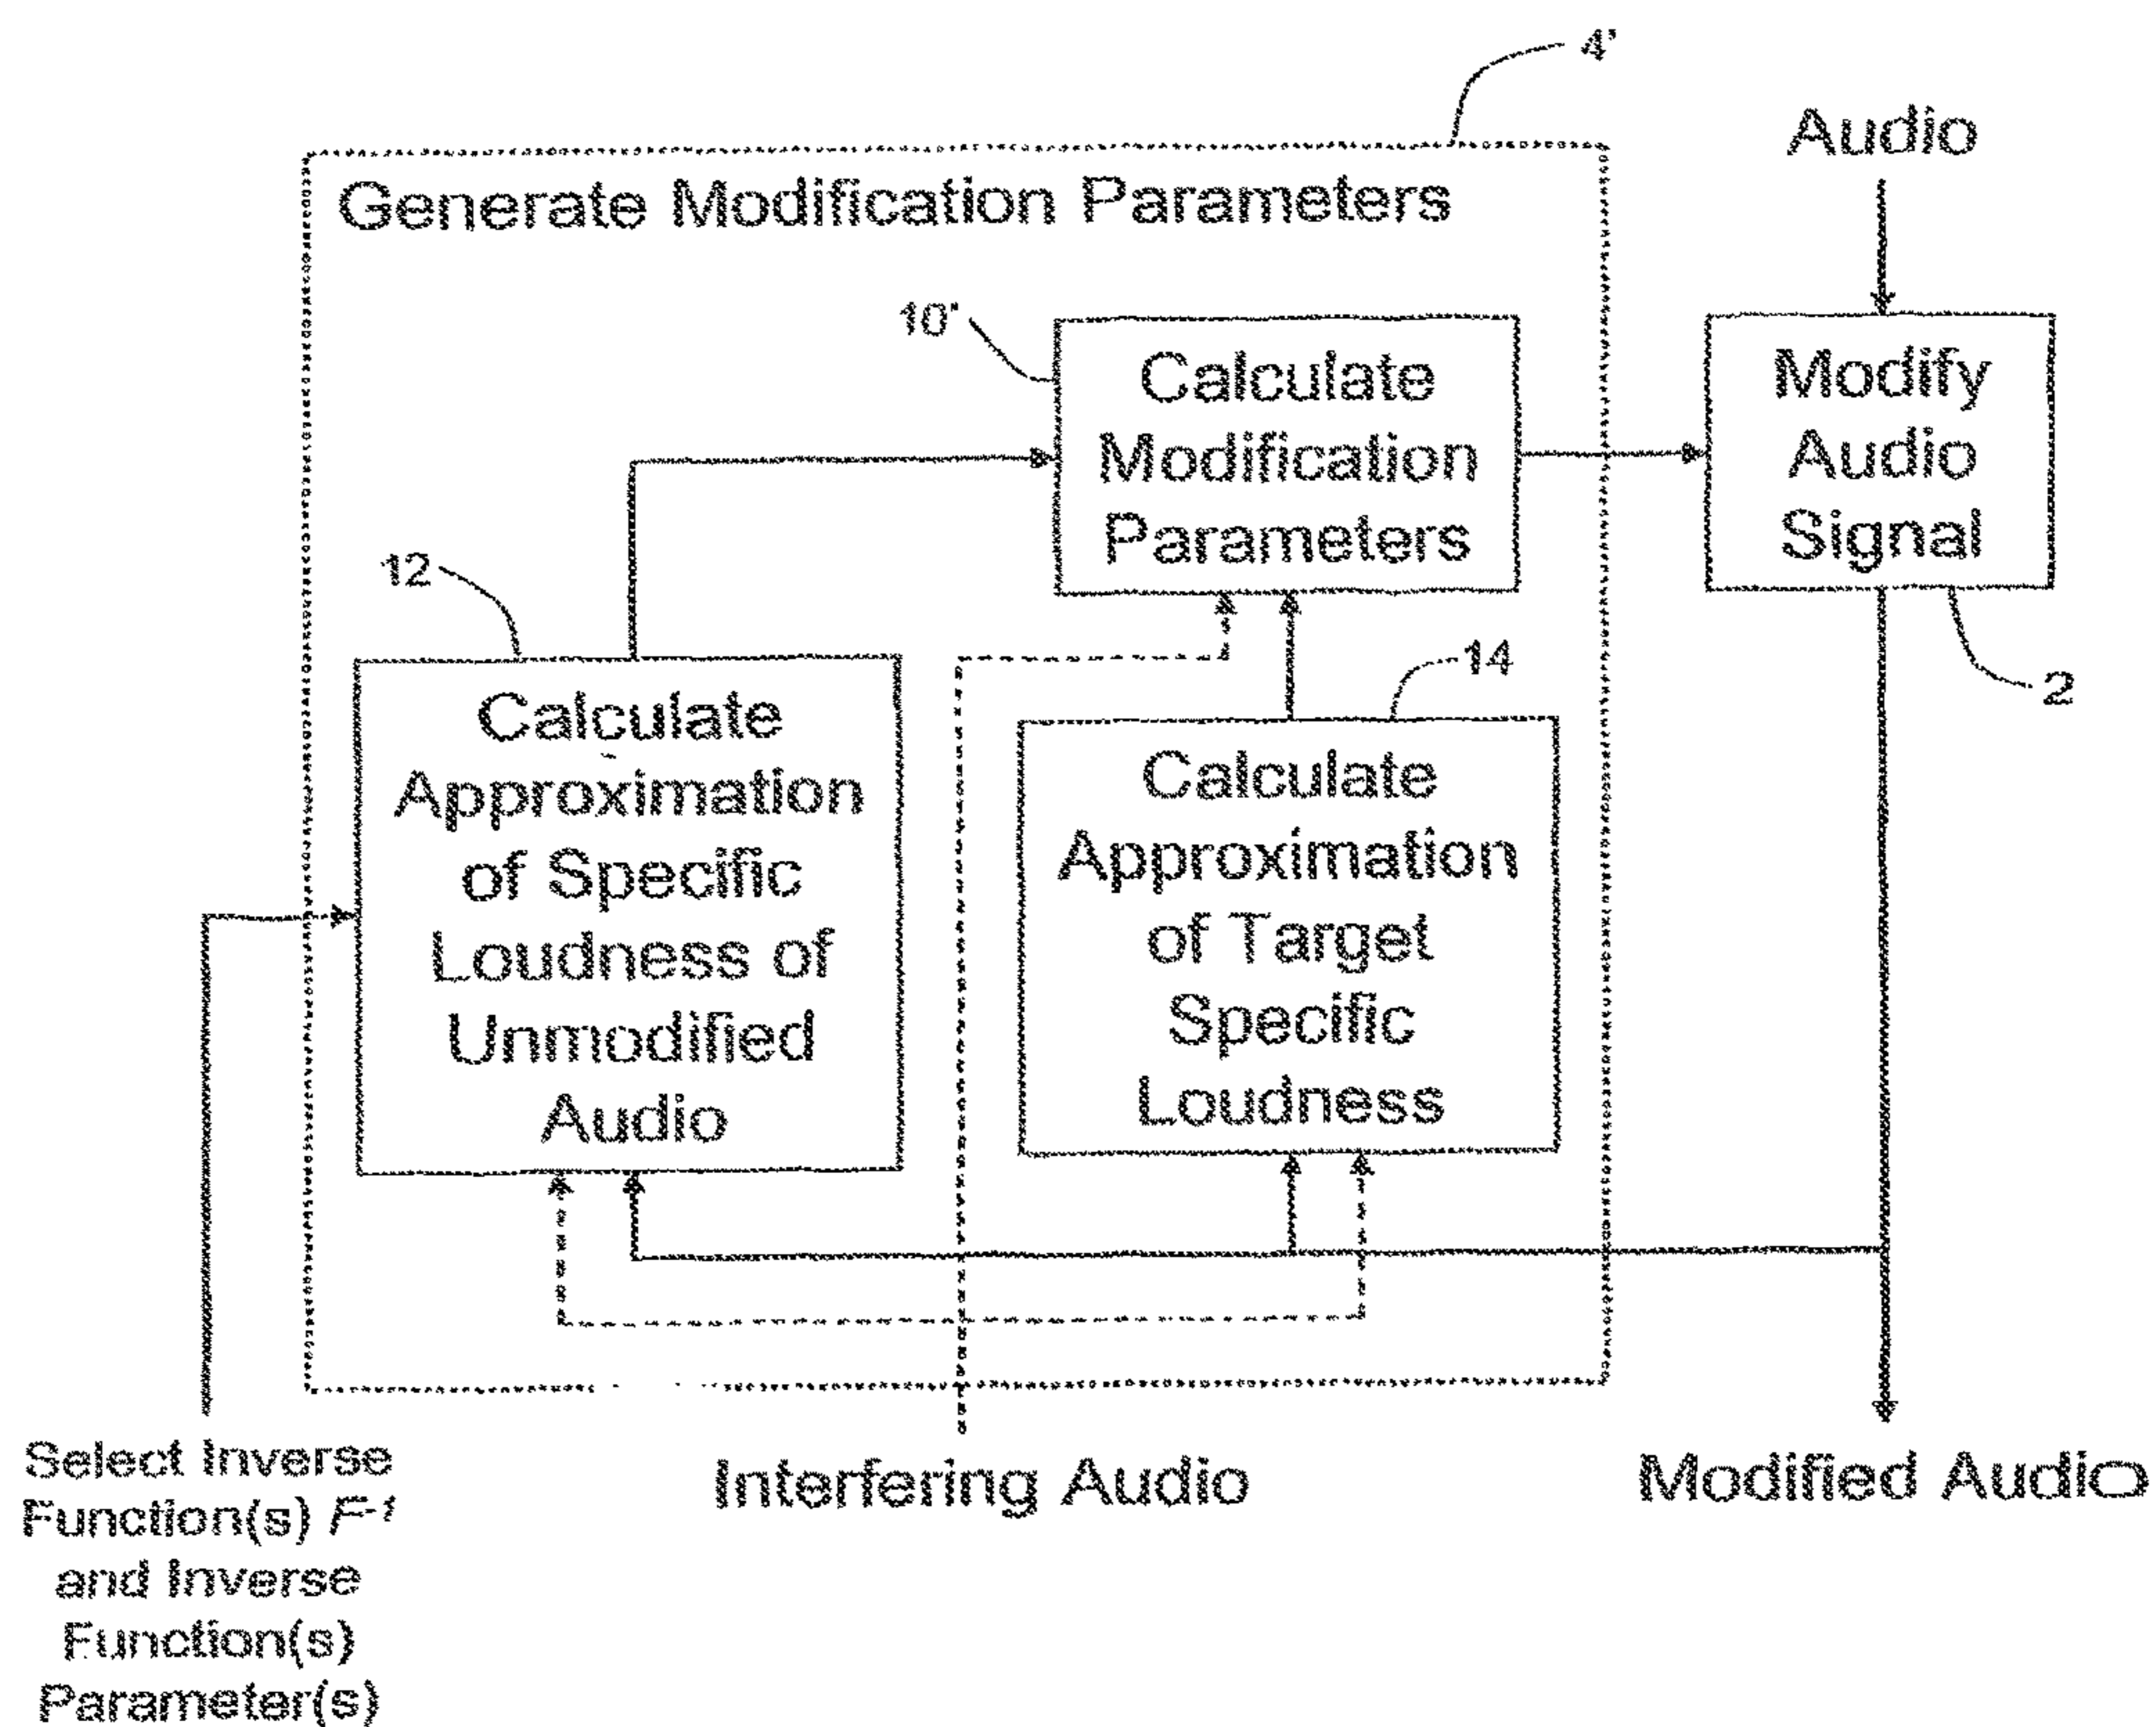 4'
Audio
Generate Modification Parameters
10'
Calculate
Modification
Parameters
Modify
Audio
Signal
12
14
2
Calculate
Approximation
of Specific
Loudness of
Unmodified
Audio
Calculate
Approximation
of Target
Specific
Loudness
Select Inverse
Function(s) F-1
and Inverse
Function(s)
Parameter(s)
Interfering Audio
Modified Audio